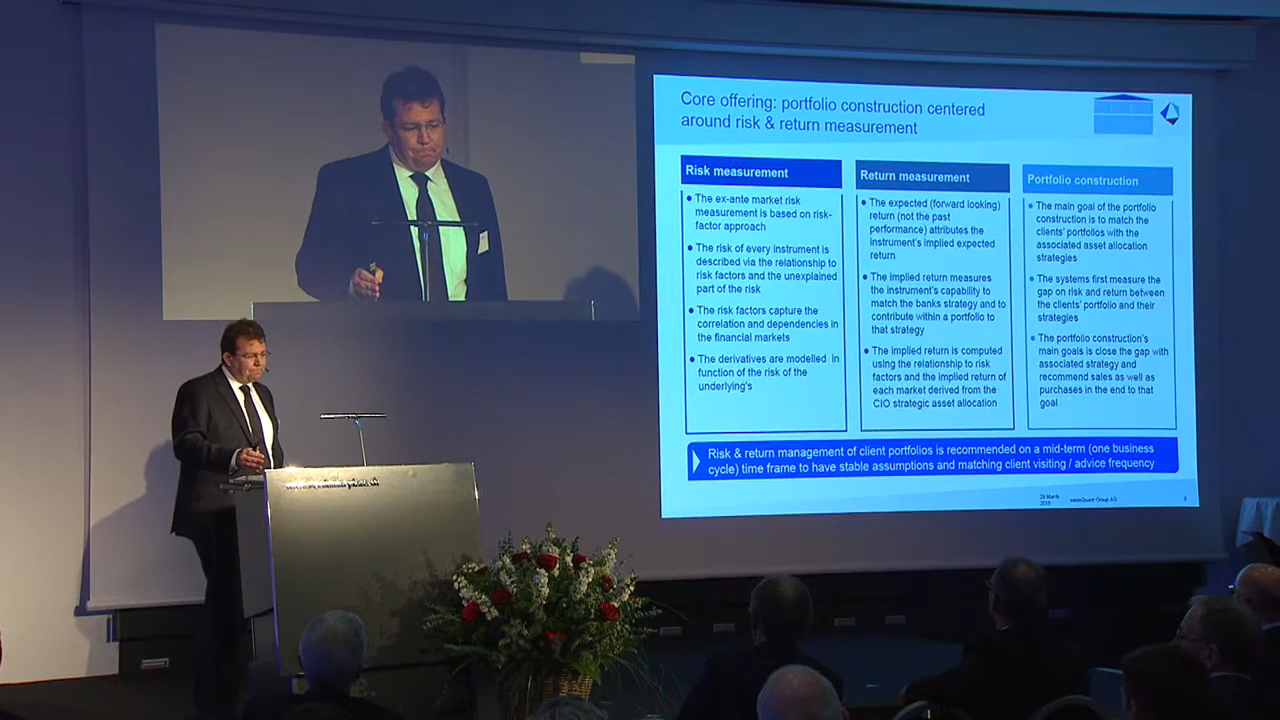 Core offering: portfolio construction centered
around risk & return measurement
Risk measurement
The ex-ante market risk
measurement is based on risk-
factor approach
The risk of every instrument is
described via the relationship to
risk factors and the unexplained
part of the risk
The risk factors capture the
correlation and dependencies in
the financial markets
The derivatives are modelled in
function of the risk of the
underlying's
Return measurement
The expected (forward looking)
return (not the past
performance) attributes the
instrument's implied expected
return
The implied return measures
the instrument's capability to
match the banks strategy and to
contribute within a portfolio to
that strategy
The implied return is computed
using the relationship to risk
factors and the implied return of
each market derived from the
CIO strategic asset allocation
Portfolio construction
The main goal of the portfolio
construction is to match the
clients' portfolios with the
associated asset allocation
strategies
The systems first measure the
gap on risk and return between
the clients' portfolio and their
strategies
The portfolio construction's
main goals is close the gap with
associated strategy and
recommend sales as well as
purchases in the end to that
goal
Risk & return management of client portfolios is recommended on a mid-term (one business
cycle) time frame to have stable assumptions and matching client visiting / advice frequency
29 March
swissQuant Group AG